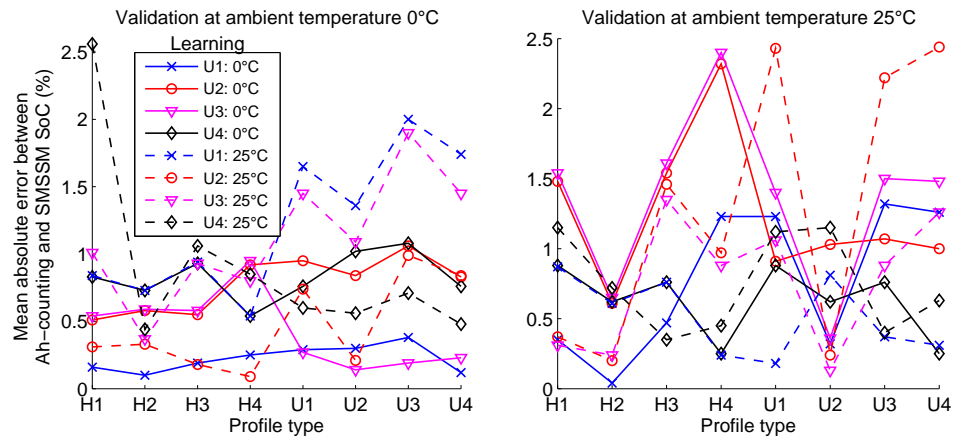 Validation at ambient temperature 0°C
Mean absolute error between
Ah−counting and SMSSM SoC (%)
2.5
2
1.5
1
0.5
0
Learning
U1: 0°C
U2: 0°C
U3: 0°C
U4: 0°C
U1: 25°C
U2: 25°C
U3: 25°C
U4: 25°C
H1 H2 H3 H4 U1 U2 U3 U4
Profile type
Validation at ambient temperature 25°C
2.5
2
1.5
1
0.5
0
H1 H2 H3 H4 U1 U2 U3 U4
Profile type